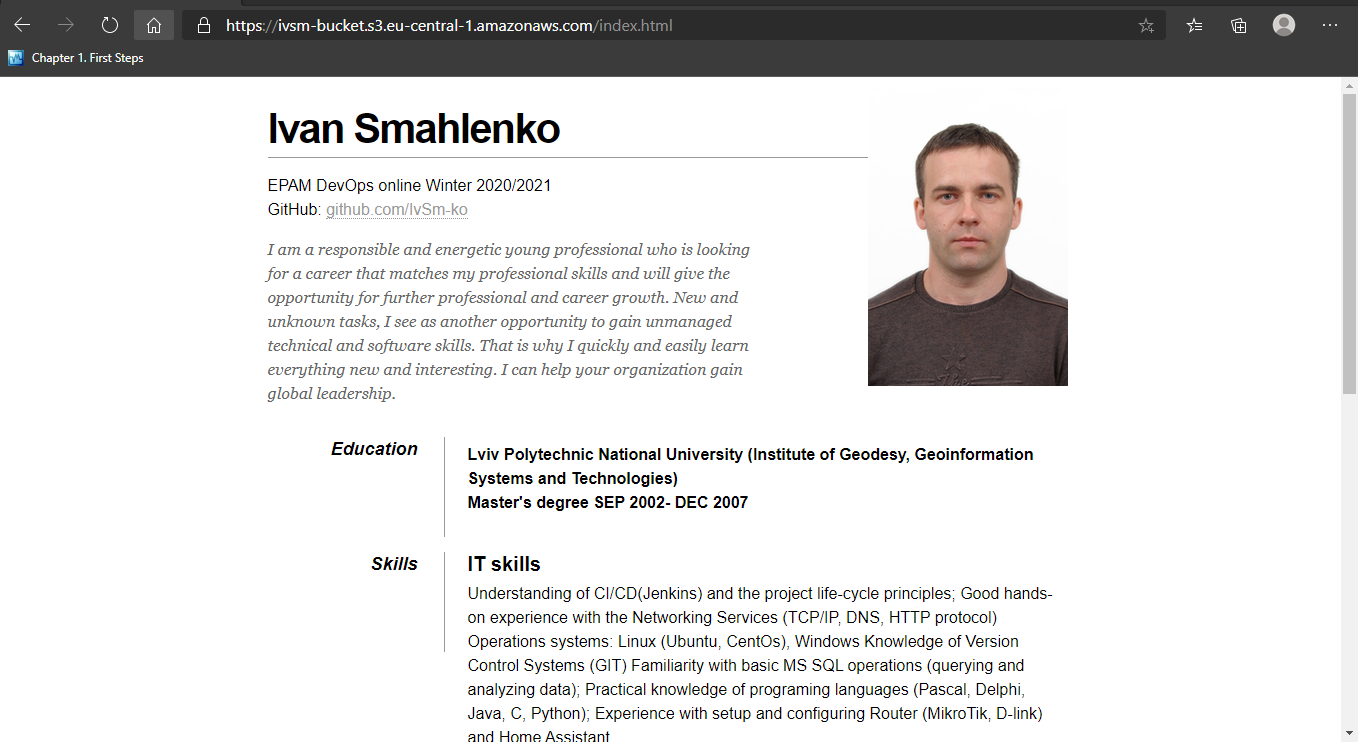 https://ivsm-bucket.s3.eu-central-1.amazonaws.com/index.html
Chapter 1. First Steps
Ivan Smahlenko
EPAM DevOps online Winter 2020/2021
GitHub: github.com/IvSm-ko
I am a responsible and energetic young professional who is looking
for a career that matches my professional skills and will give the
opportunity for further professional and career growth. New and
unknown tasks, I see as another opportunity to gain unmanaged
technical and software skills. That is why I quickly and easily learn
everything new and interesting. I can help your organization gain
global leadership.
Education
Lviv Polytechnic National University (Institute of Geodesy, Geoinformation
Systems and Technologies)
Master's degree SEP 2002- DEC 2007
Skills
IT skills
Understanding of CI/CD(Jenkins) and the project life-cycle principles; Good hands-
on experience with the Networking Services (TCP/IP, DNS, HTTP protocol)
Operations systems: Linux (Ubuntu, CentOs), Windows Knowledge of Version
Control Systems (GIT) Familiarity with basic MS SQL operations (querying and
analyzing data); Practical knowledge of programing languages (Pascal, Delphi,
Java, C, Python); Experience with setup and configuring Router (MikroTik, D-link)
and Home Assistant